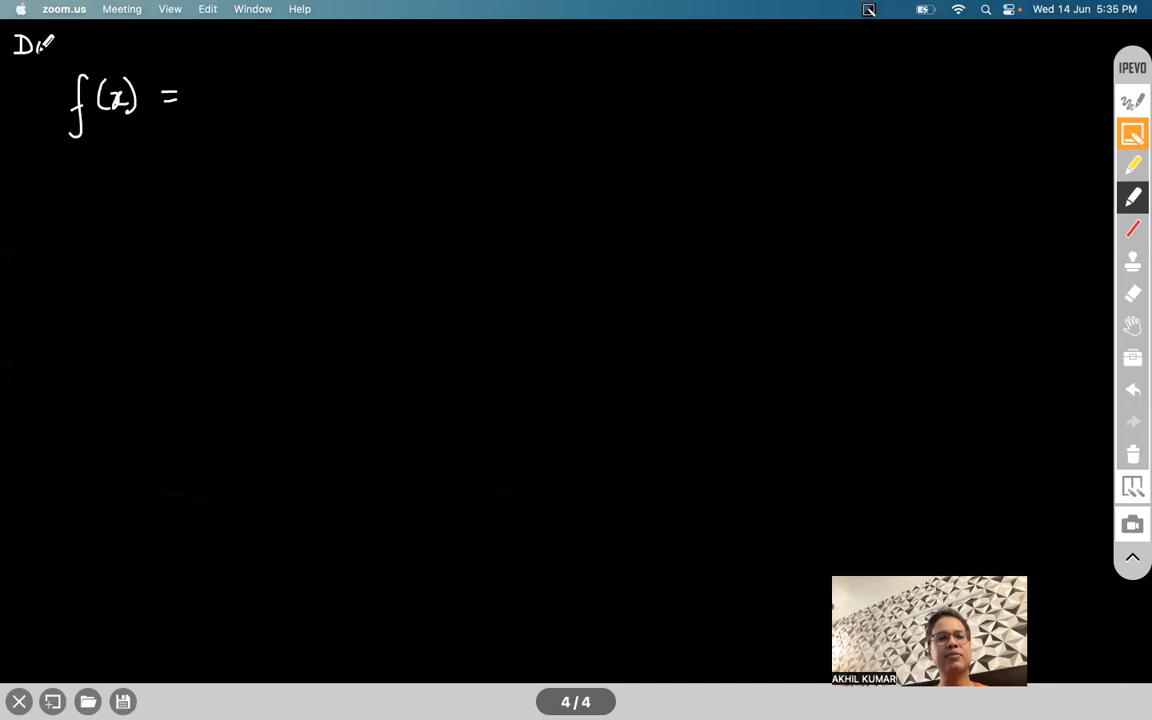 zoom.us Meeting View Edit Window Help Wed 14 Jun 5:35 PM
IPEVO
f(x) =
AKHIL KUMAR
4/4